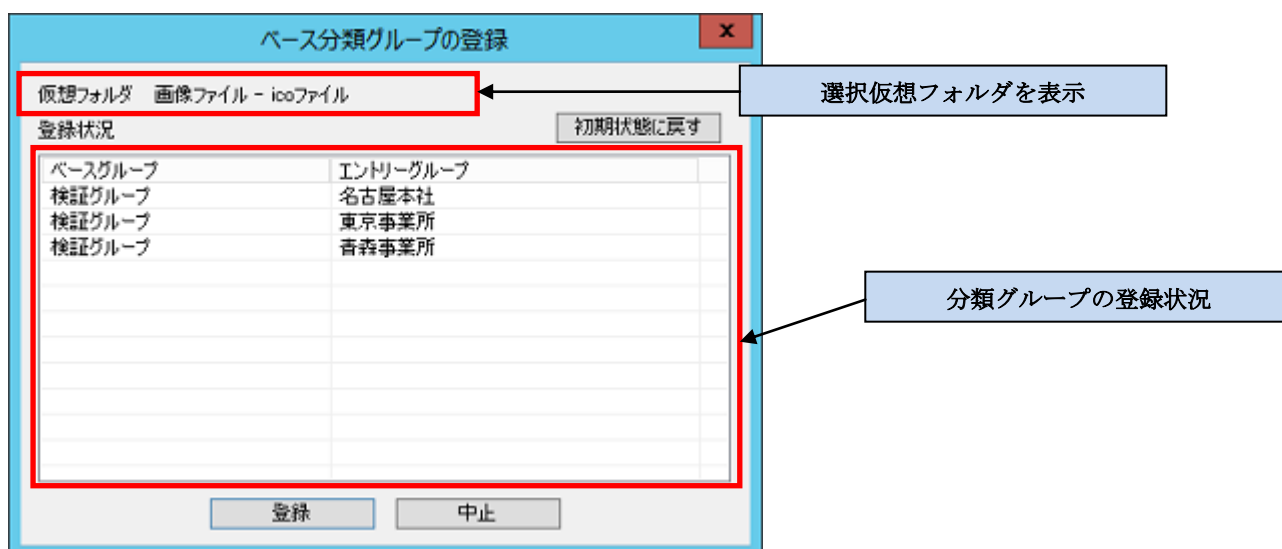 ベース分類グループの登録
x
仮想フォルダ 画像ファイル - icoファイル
選択仮想フォルダを表示
登録状況
初期状態に戻す
ベースグループ エントリーグループ
検証グループ 名古屋本社
検証グループ 東京事業所
検証グループ 青森事業所
分類グループの登録状況
登録 中止